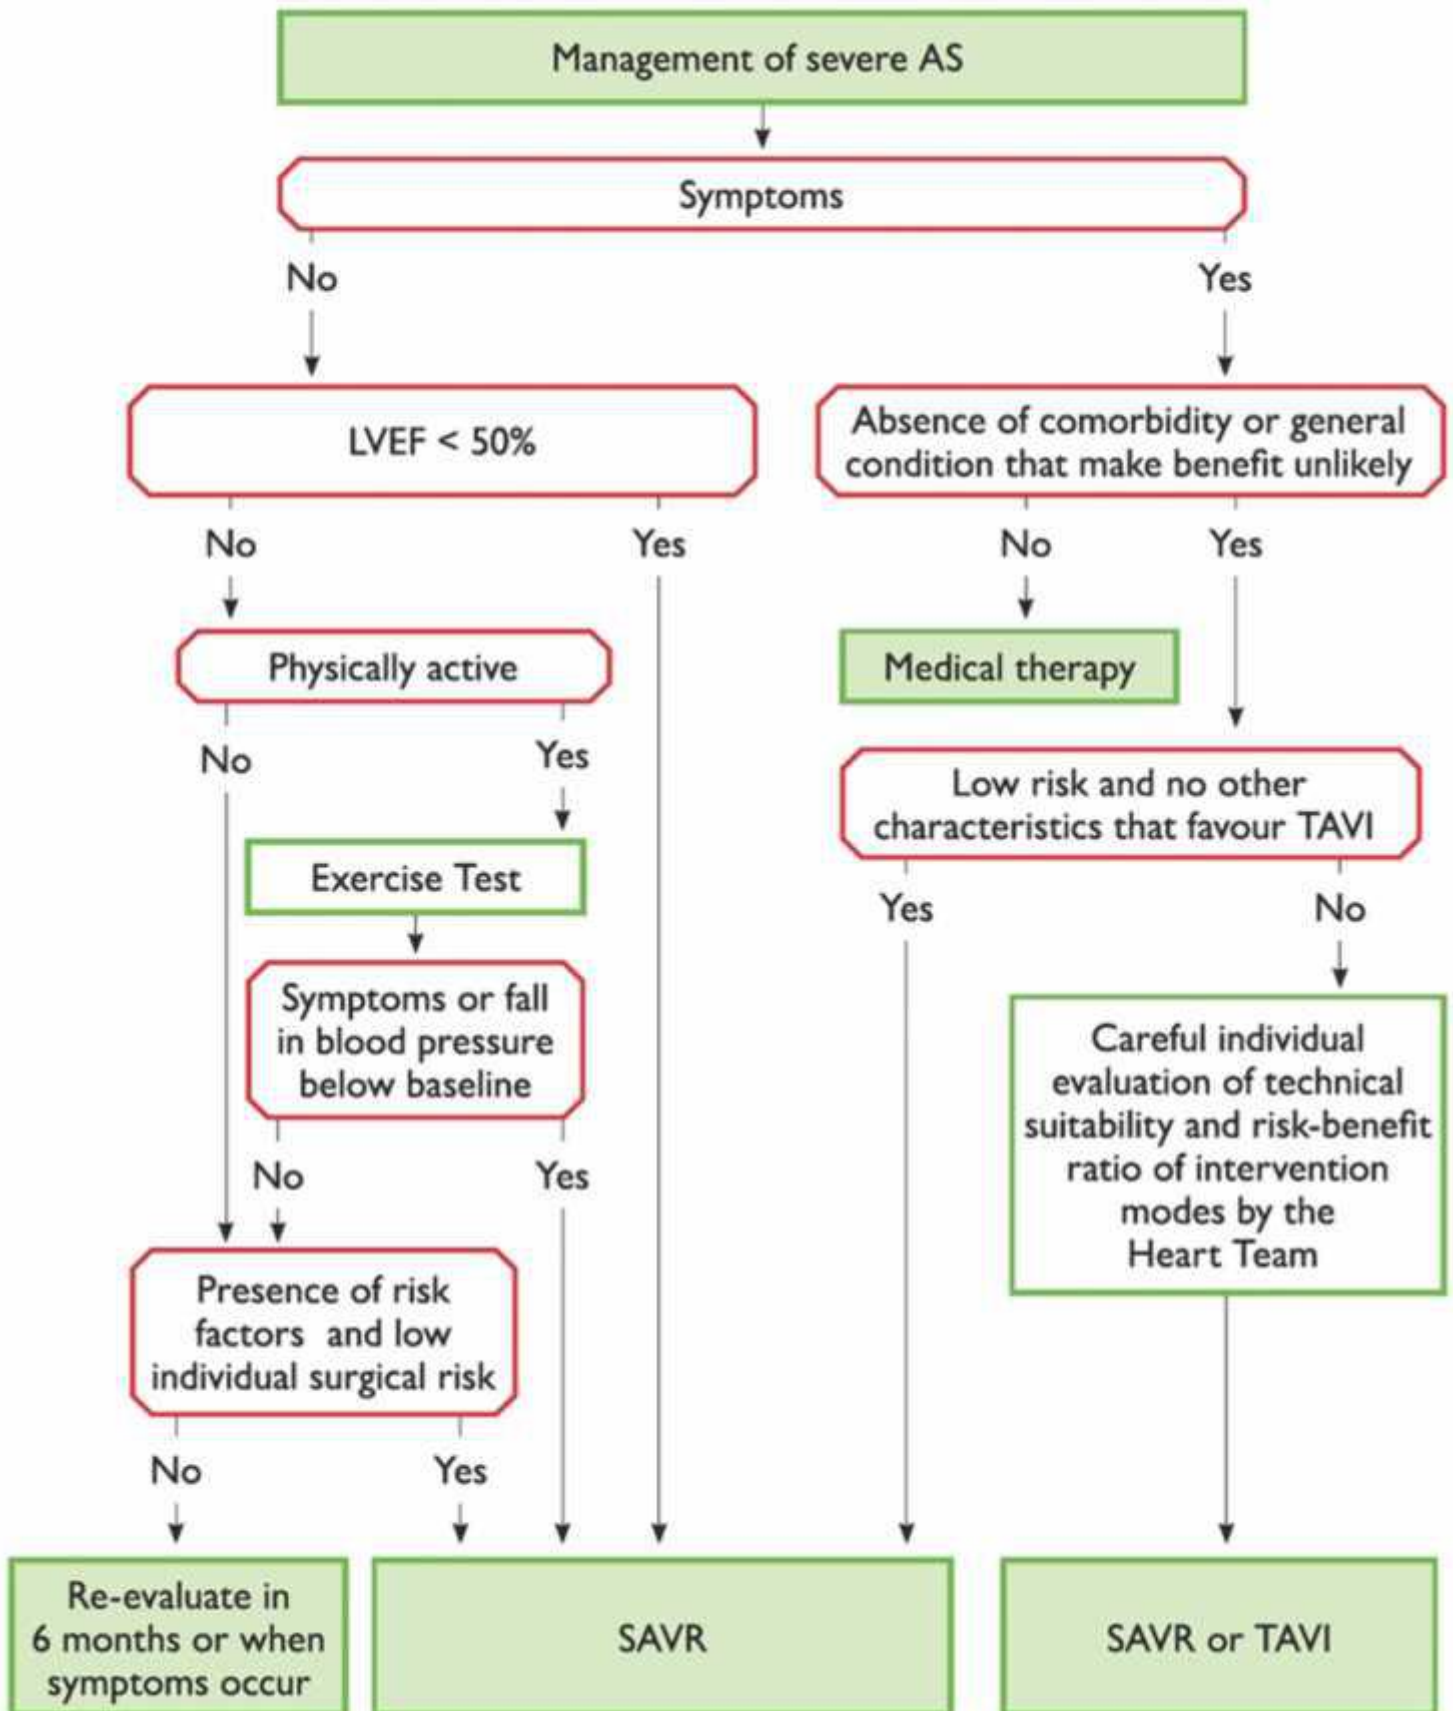 Management of severe AS
Symptoms
No
Yes
LVEF < 50%
Absence of comorbidity or general
condition that make benefit unlikely
No
Yes
No
Yes
Physically active
Medical therapy
No
Yes
Low risk and no other
characteristics that favour TAVI
Exercise Test
Yes
No
Symptoms or fall
in blood pressure
below baseline
Careful individual
evaluation of technical
suitability and risk-benefit
ratio of intervention
modes by the
Heart Team
No
Yes
Presence of risk
factors and low
individual surgical risk
No
Yes
Re-evaluate in
6 months or when
symptoms occur
SAVR
SAVR or TAVI